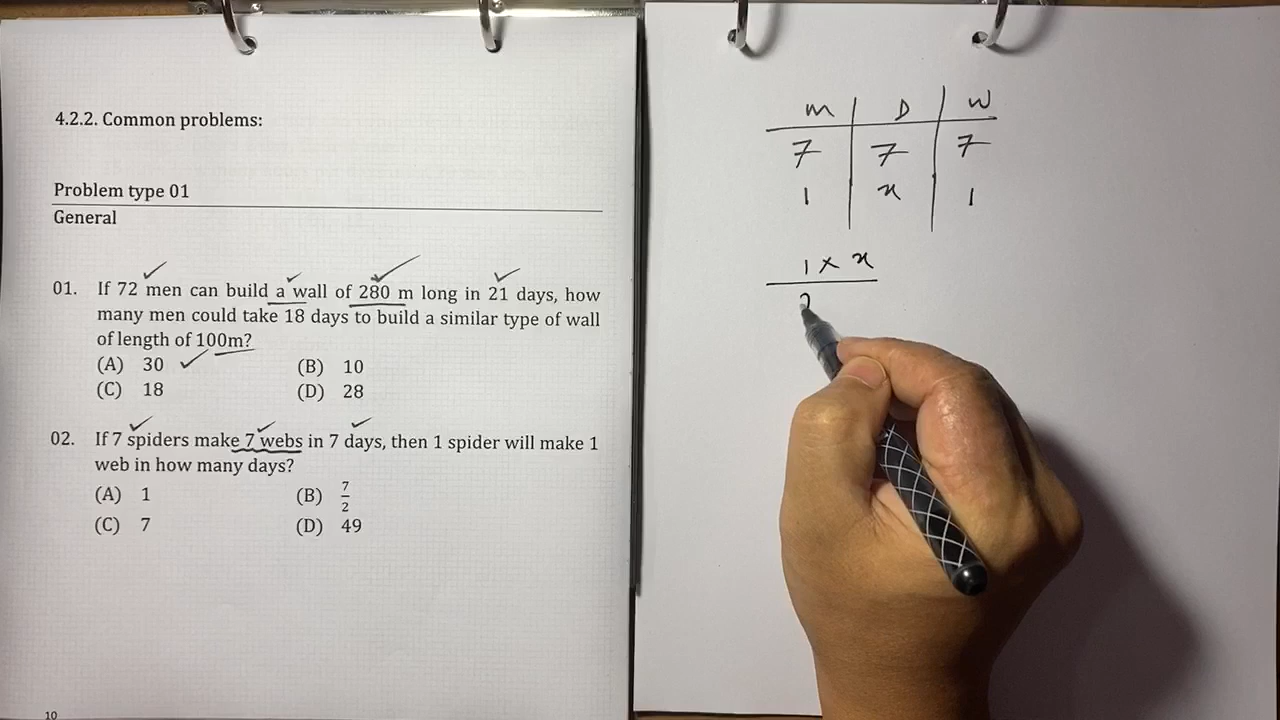 4.2.2. Common problems:
Problem type 01
General
01. If 72 men can build a wall of 280 m long in 21 days, how
many men could take 18 days to build a similar type of wall
of length of 100m?
(A) 30 (B) 10
(C) 18 (D) 28
02. If 7 spiders make 7 webs in 7 days, then 1 spider will make 1
web in how many days?
(A) 1 (B) 7/2
(C) 7 (D) 49
10
m D W
7 7 7
1 x 1
1 × x